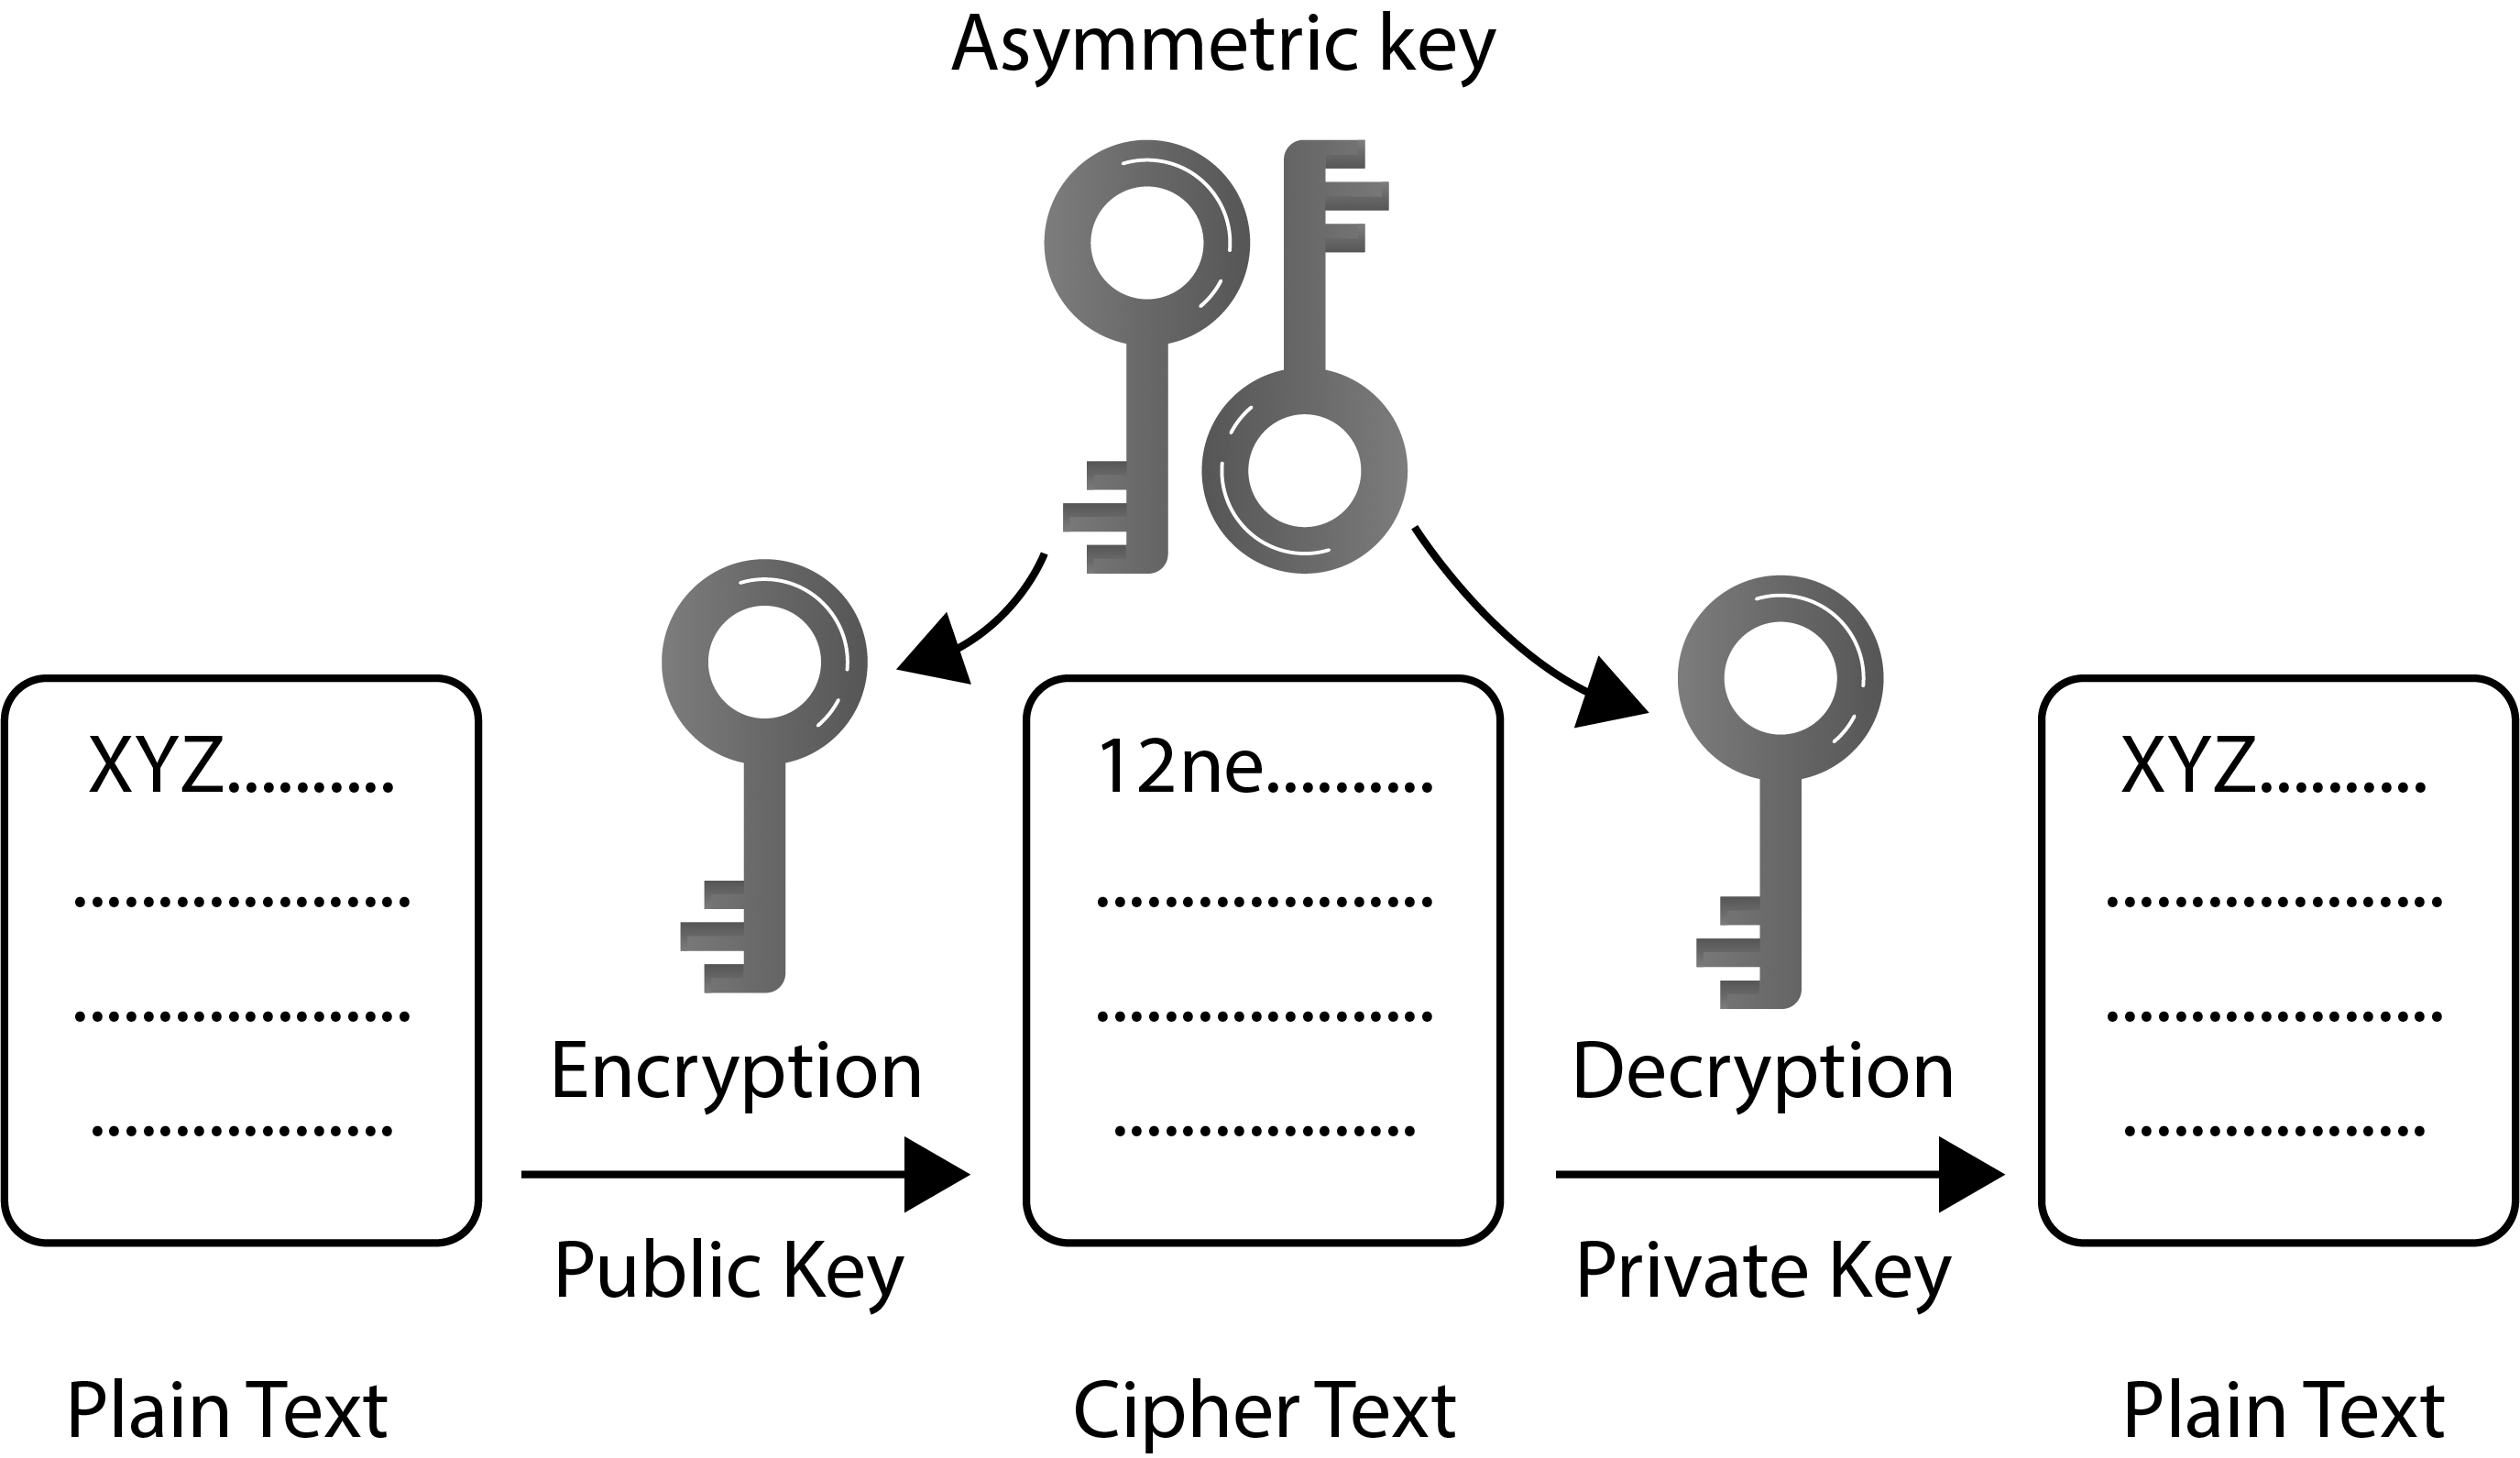 Asymmetric key
XYZ..........
....................
....................
..................
Encryption
Public Key
Plain Text
12ne..........
....................
....................
..................
Cipher Text
Decryption
Private Key
XYZ..........
....................
....................
..................
Plain Text